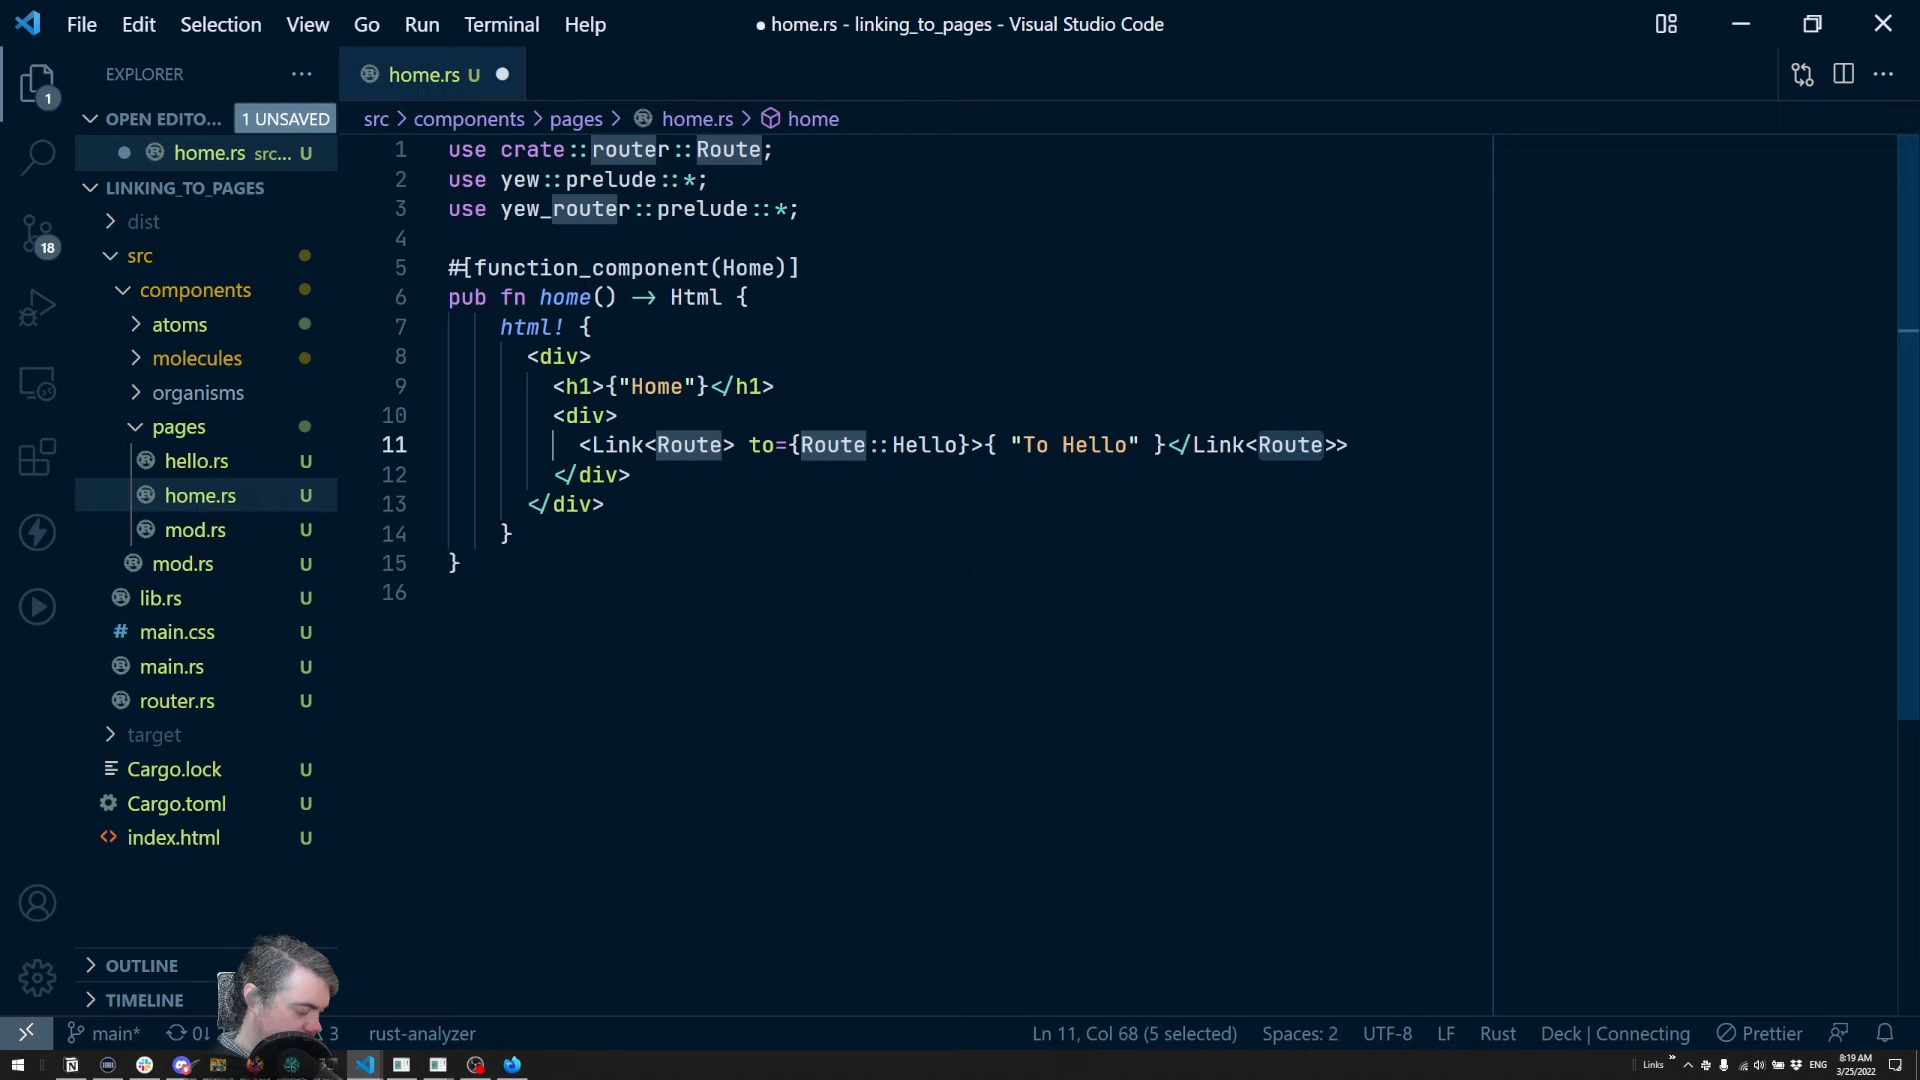 File Edit Selection View Go Run Terminal Help
● home.rs - linking_to_pages - Visual Studio Code
EXPLORER
home.rs U
OPEN EDITO... 1 UNSAVED
src > components > pages > home.rs > home
home.rs src... U
LINKING_TO_PAGES
dist
src
components
atoms
molecules
organisms
pages
hello.rs U
home.rs U
mod.rs U
mod.rs U
lib.rs U
main.css U
main.rs U
router.rs U
target
Cargo.lock U
Cargo.toml U
index.html U
OUTLINE
TIMELINE
1
18
1 use crate::router::Route;
2 use yew::prelude::*;
3 use yew_router::prelude::*;
4
5 #[function_component(Home)]
6 pub fn home() -> Html {
7 html! {
8 <div>
9 <h1>{"Home"}</h1>
10 <div>
11 <Link<Route> to={Route::Hello}>{ "To Hello" }</Link<Route>>
12 </div>
13 </div>
14 }
15 }
16
main* 0↓ 3 rust-analyzer Ln 11, Col 68 (5 selected) Spaces: 2 UTF-8 LF Rust Deck | Connecting Prettier
Links ENG 8:19 AM
3/25/2022